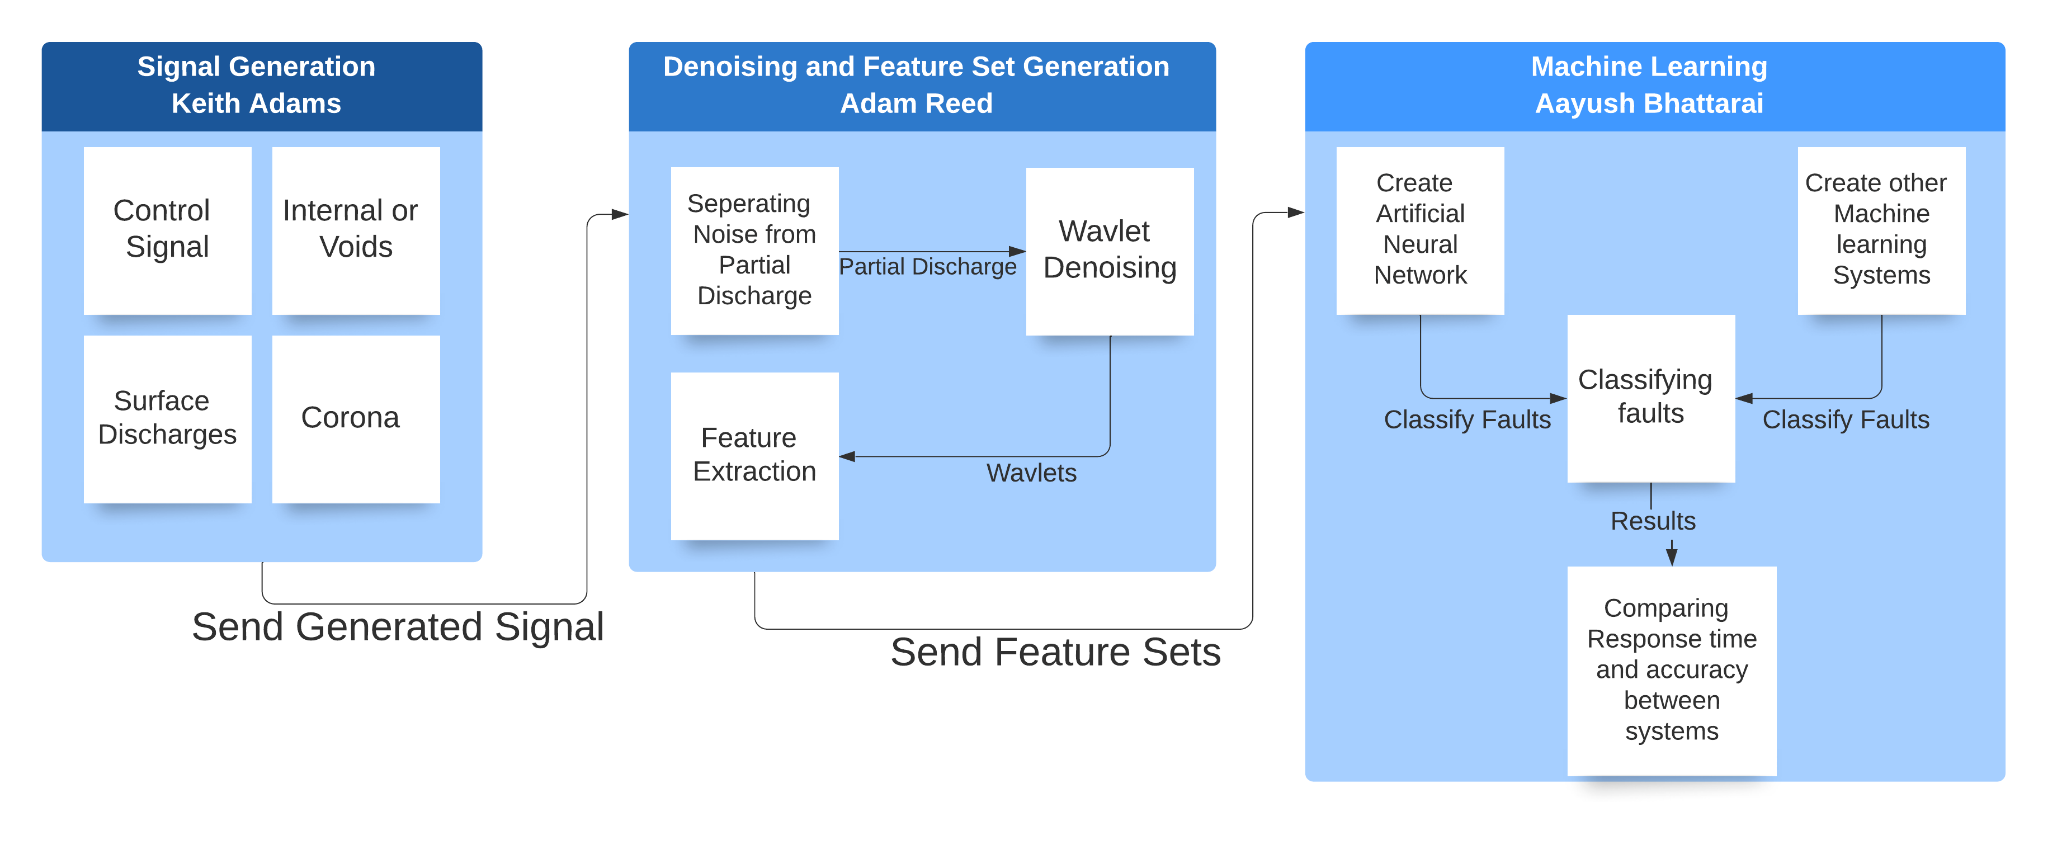 Signal Generation
Keith Adams
Control
Signal
Internal or
Voids
Surface
Discharges
Corona
Send Generated Signal
Denoising and Feature Set Generation
Adam Reed
Seperating
Noise from
Partial
Discharge
Partial Discharge
Wavlet
Denoising
Wavlets
Feature
Extraction
Send Feature Sets
Machine Learning
Aayush Bhattarai
Create
Artificial
Neural
Network
Create other
Machine
learning
Systems
Classify Faults
Classifying
faults
Classify Faults
Results
Comparing
Response time
and accuracy
between
systems